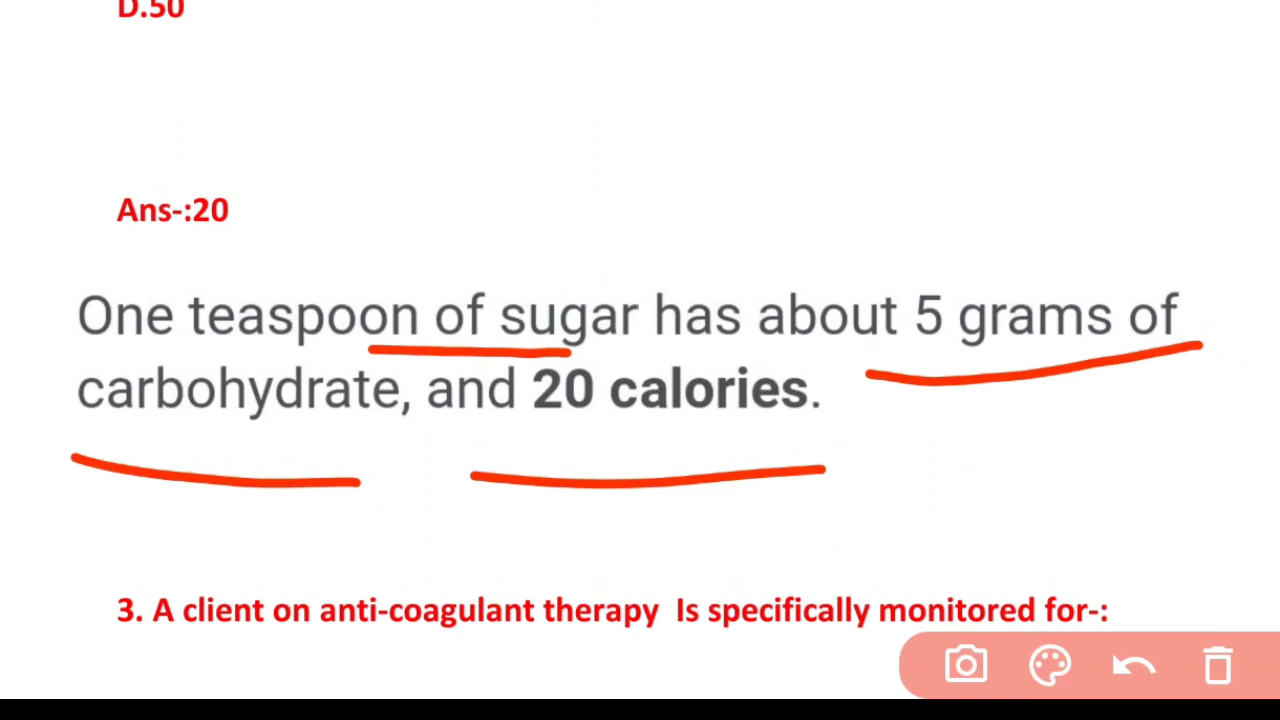 D.50
Ans-:20
One teaspoon of sugar has about 5 grams of
carbohydrate, and 20 calories.
3. A client on anti-coagulant therapy Is specifically monitored for-: